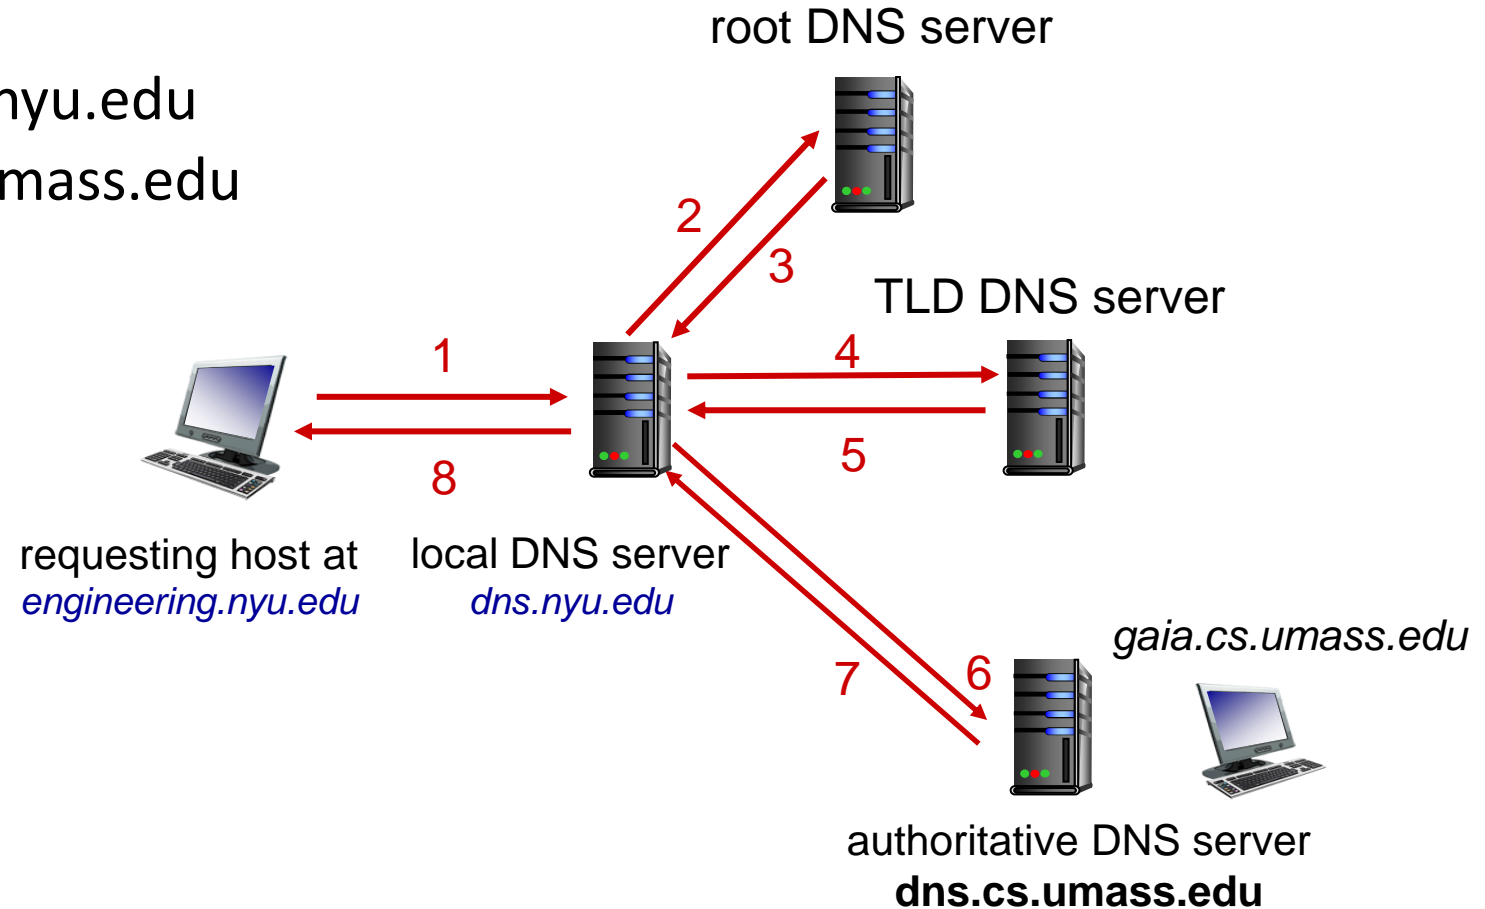 root DNS server
nyu.edu
mass.edu
2
3
TLD DNS server
1
4
8
5
requesting host at
engineering.nyu.edu
local DNS server
dns.nyu.edu
gaia.cs.umass.edu
7
6
authoritative DNS server
dns.cs.umass.edu